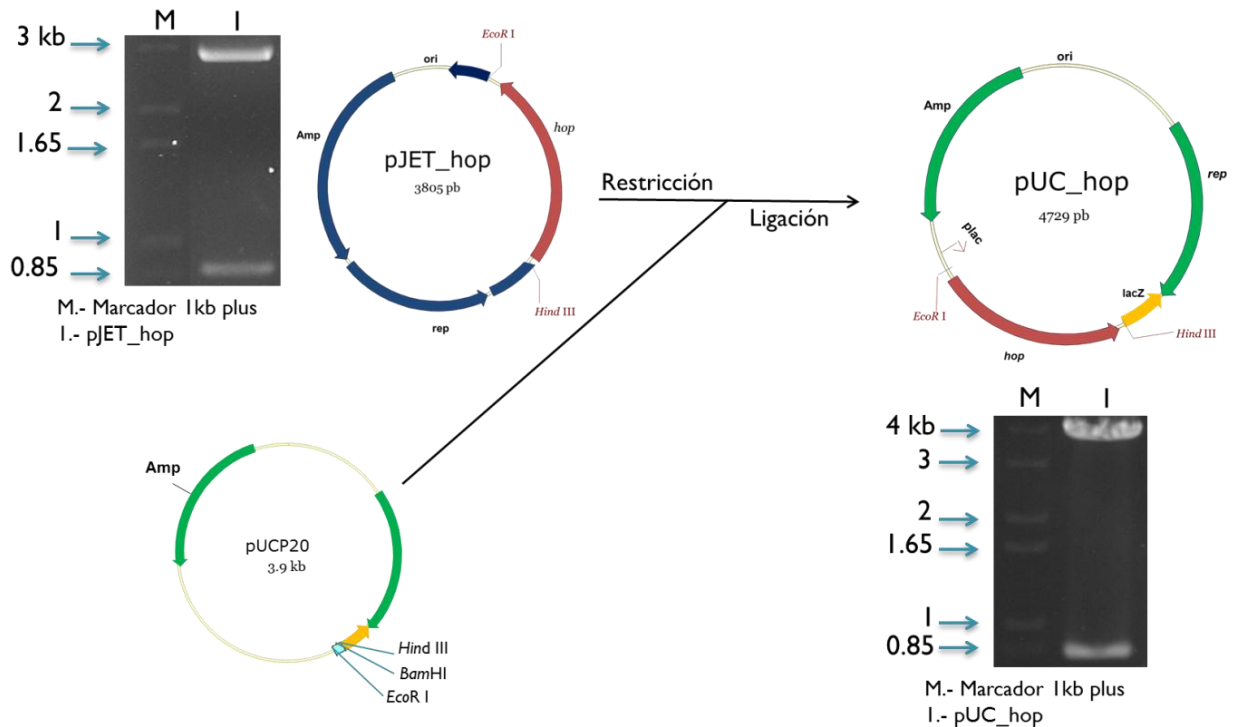 M I
3 kb
2
1.65
1
0.85
M.- Marcador 1kb plus
1.- pJET_hop
EcoR I
ori
Amp
hop
pJET_hop
3805 pb
Hind III
rep
Restricción
Ligación
ori
Amp
rep
pUC_hop
4729 pb
plac
EcoR I
lacZ
Hind III
hop
Amp
pUCP20
3.9 kb
Hind III
BamHI
EcoR I
M I
4 kb
3
2
1.65
1
0.85
M.- Marcador 1kb plus
1.- pUC_hop